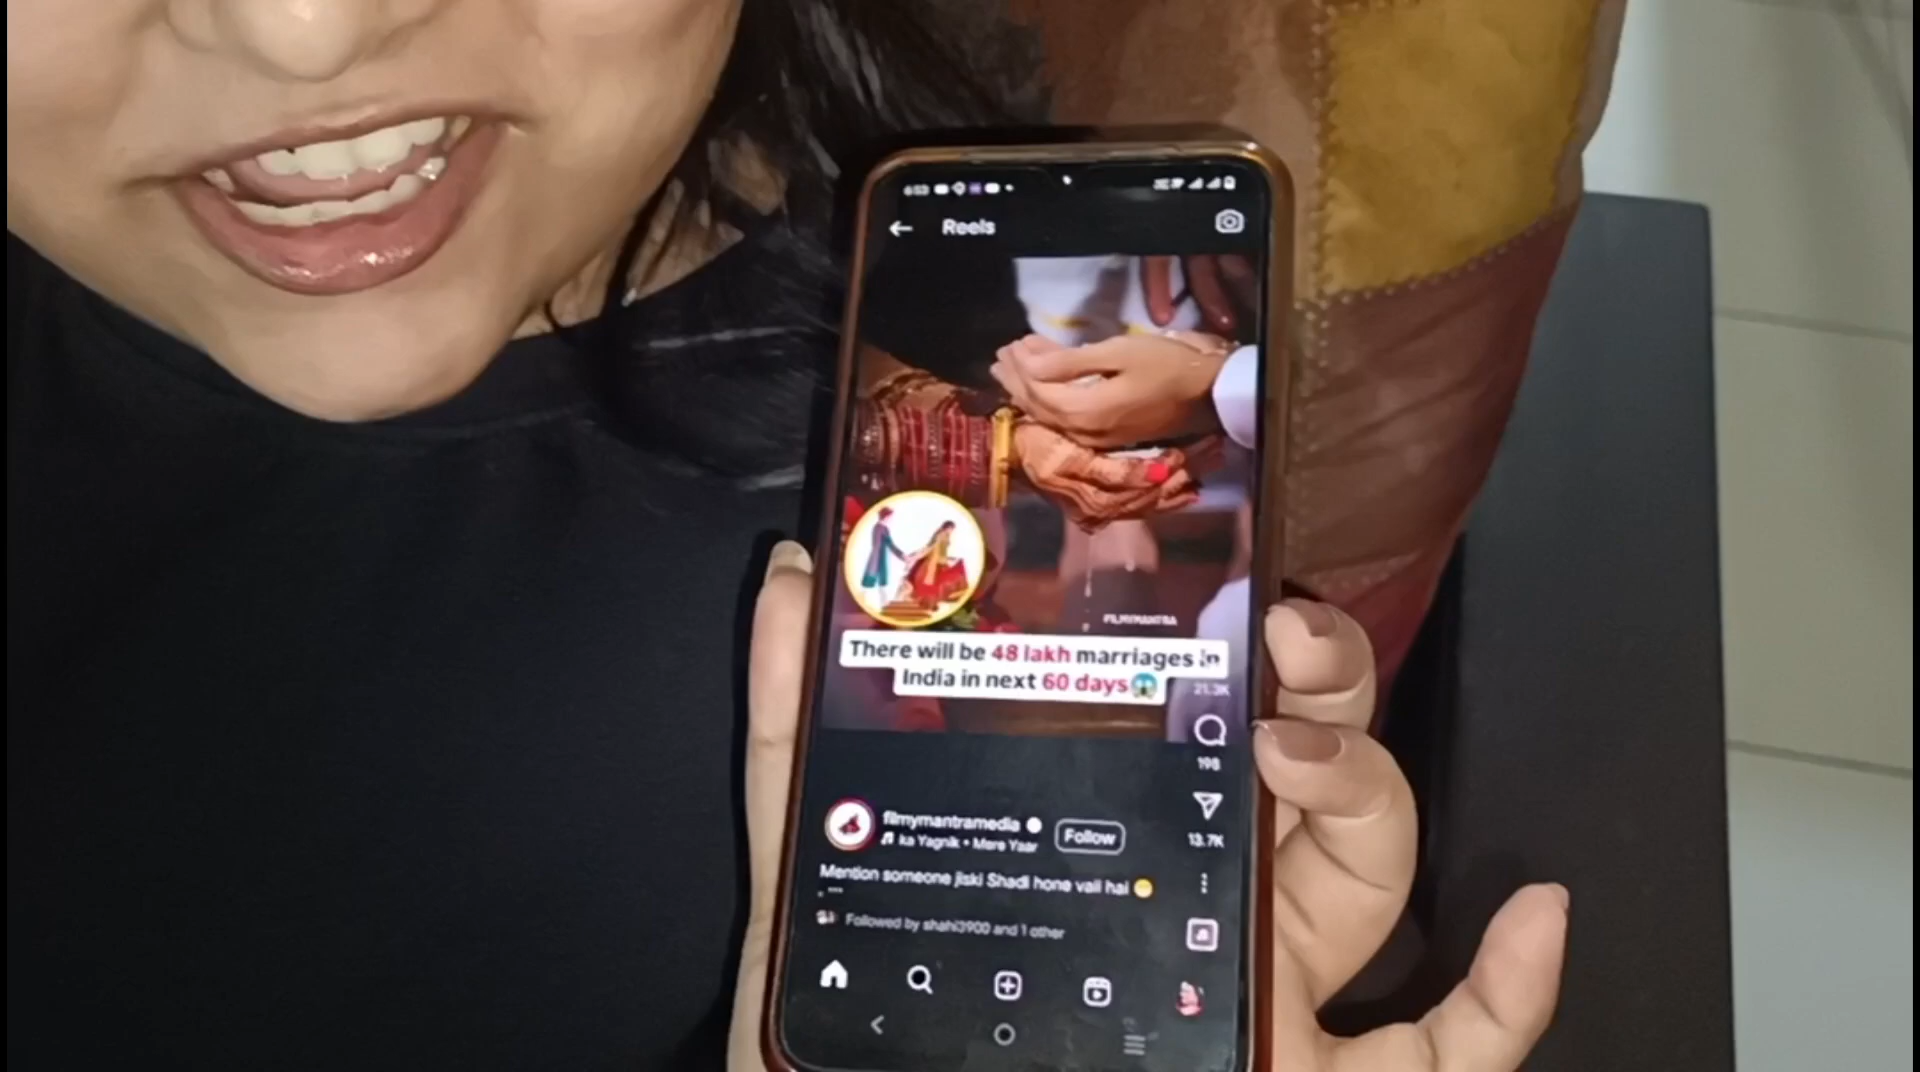 6:53
Reels
FILMYMANTRA
There will be 48 lakh marriages in
India in next 60 days😱
21.3K
198
13.7K
filmymantramedia
Follow
ka Yagnik • Mere Yaar
Mention someone jiski Shadi hone vali hai 😁
. ...
Followed by shahi3900 and 1 other